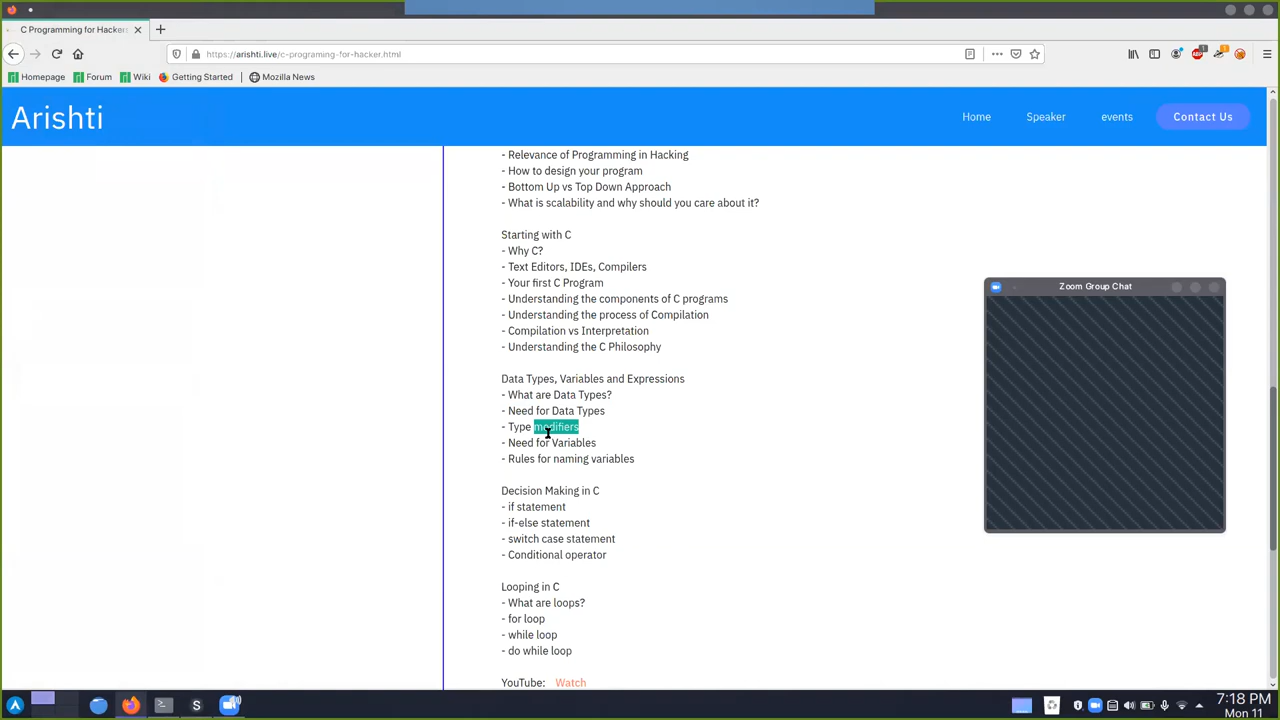 C Programming for Hackers
https://arishti.live/c-programing-for-hacker.html
Homepage
Forum
Wiki
Getting Started
Mozilla News
Arishti
Home
Speaker
events
Contact Us
- Relevance of Programming in Hacking
- How to design your program
- Bottom Up vs Top Down Approach
- What is scalability and why should you care about it?
Starting with C
- Why C?
- Text Editors, IDEs, Compilers
- Your first C Program
- Understanding the components of C programs
- Understanding the process of Compilation
- Compilation vs Interpretation
- Understanding the C Philosophy
Zoom Group Chat
Data Types, Variables and Expressions
- What are Data Types?
- Need for Data Types
- Type modifiers
- Need for Variables
- Rules for naming variables
Decision Making in C
- if statement
- if-else statement
- switch case statement
- Conditional operator
Looping in C
- What are loops?
- for loop
- while loop
- do while loop
YouTube: Watch
7:18 PM
Mon 11